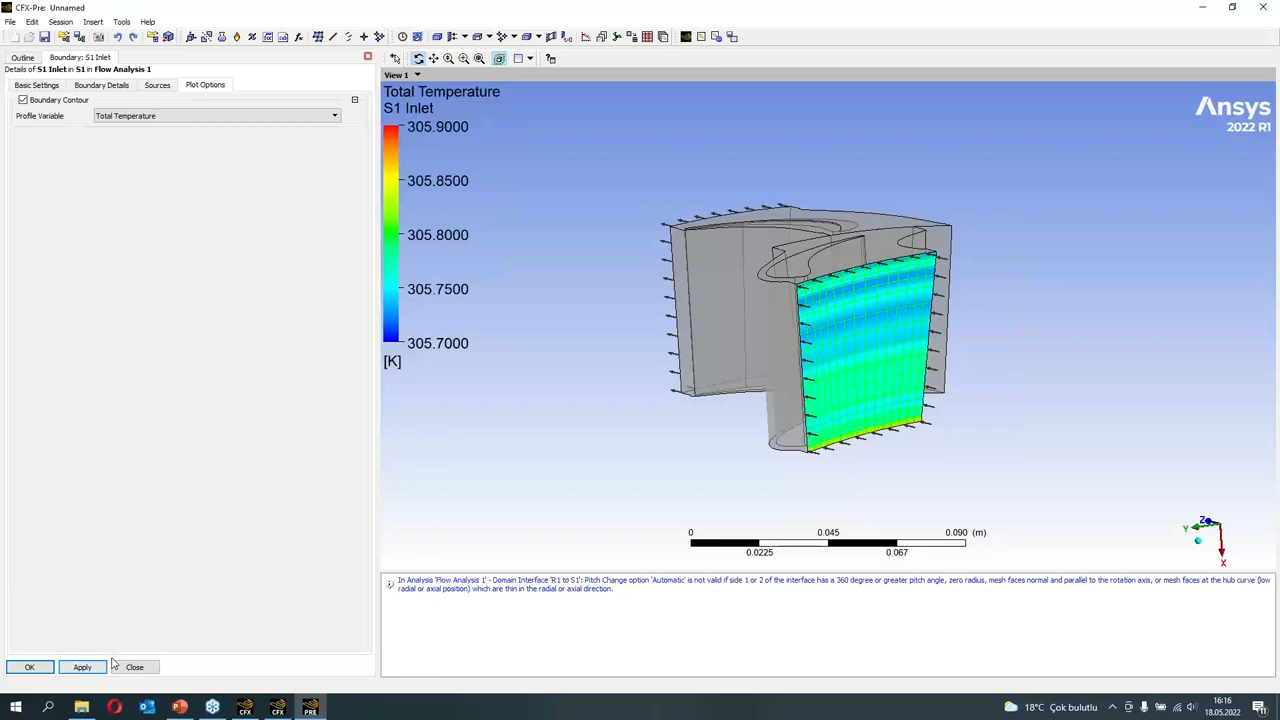 CFX-Pre: Unnamed
File Edit Session Insert Tools Help
Outline Boundary: S1 Inlet
Details of S1 Inlet in S1 in Flow Analysis 1
Basic Settings Boundary Details Sources Plot Options
Boundary Contour
Profile Variable Total Temperature
OK Apply Close
View 1
Total Temperature
S1 Inlet
305.9000
305.8500
305.8000
305.7500
305.7000
[K]
Ansys
2022 R1
0 0.045 0.090 (m)
0.0225 0.067
Z
Y
X
In Analysis 'Flow Analysis 1' - Domain Interface 'R1 to S1': Pitch Change option 'Automatic' is not valid if side 1 or 2 of the interface has a 360 degree or greater pitch angle, zero radius, mesh faces normal and parallel to the rotation axis, or mesh faces at the hub curve (low
radial or axial position) which are thin in the radial or axial direction.
CFX CFX PRE
18°C Çok bulutlu
16:16
18.05.2022